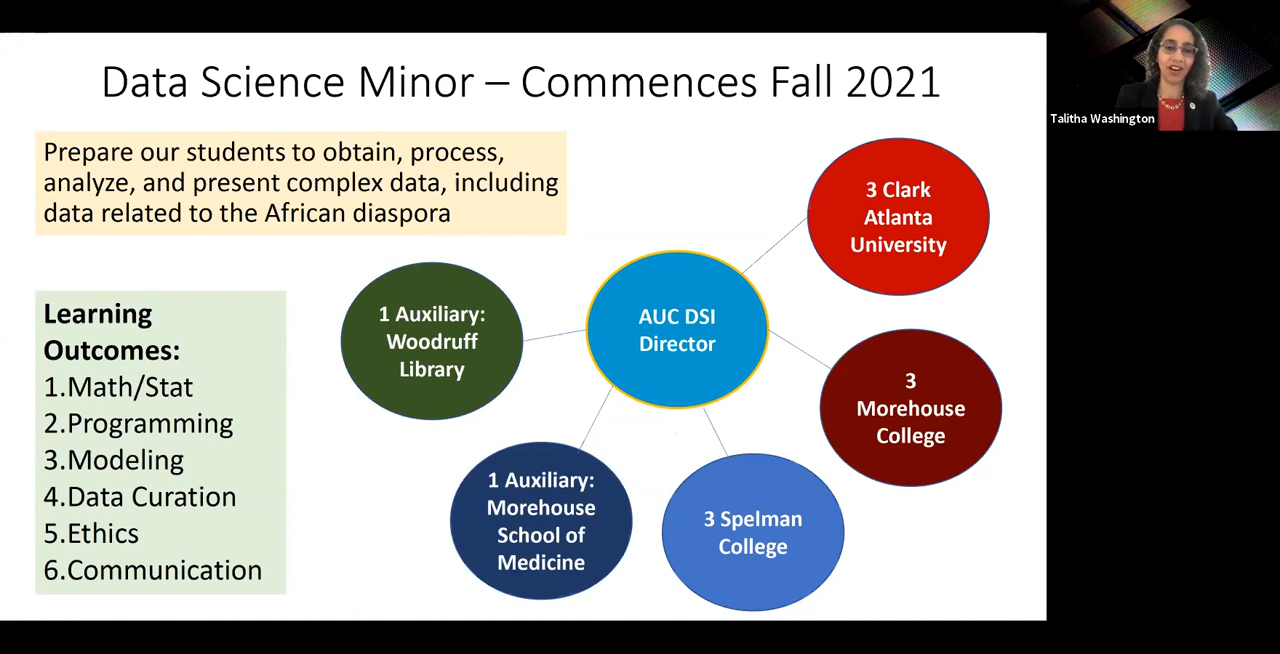 Data Science Minor – Commences Fall 2021
Talitha Washington
Prepare our students to obtain, process,
analyze, and present complex data, including
data related to the African diaspora
Learning
Outcomes:
1.Math/Stat
2.Programming
3.Modeling
4.Data Curation
5.Ethics
6.Communication
1 Auxiliary:
Woodruff
Library
AUC DSI
Director
3 Clark
Atlanta
University
3
Morehouse
College
1 Auxiliary:
Morehouse
School of
Medicine
3 Spelman
College